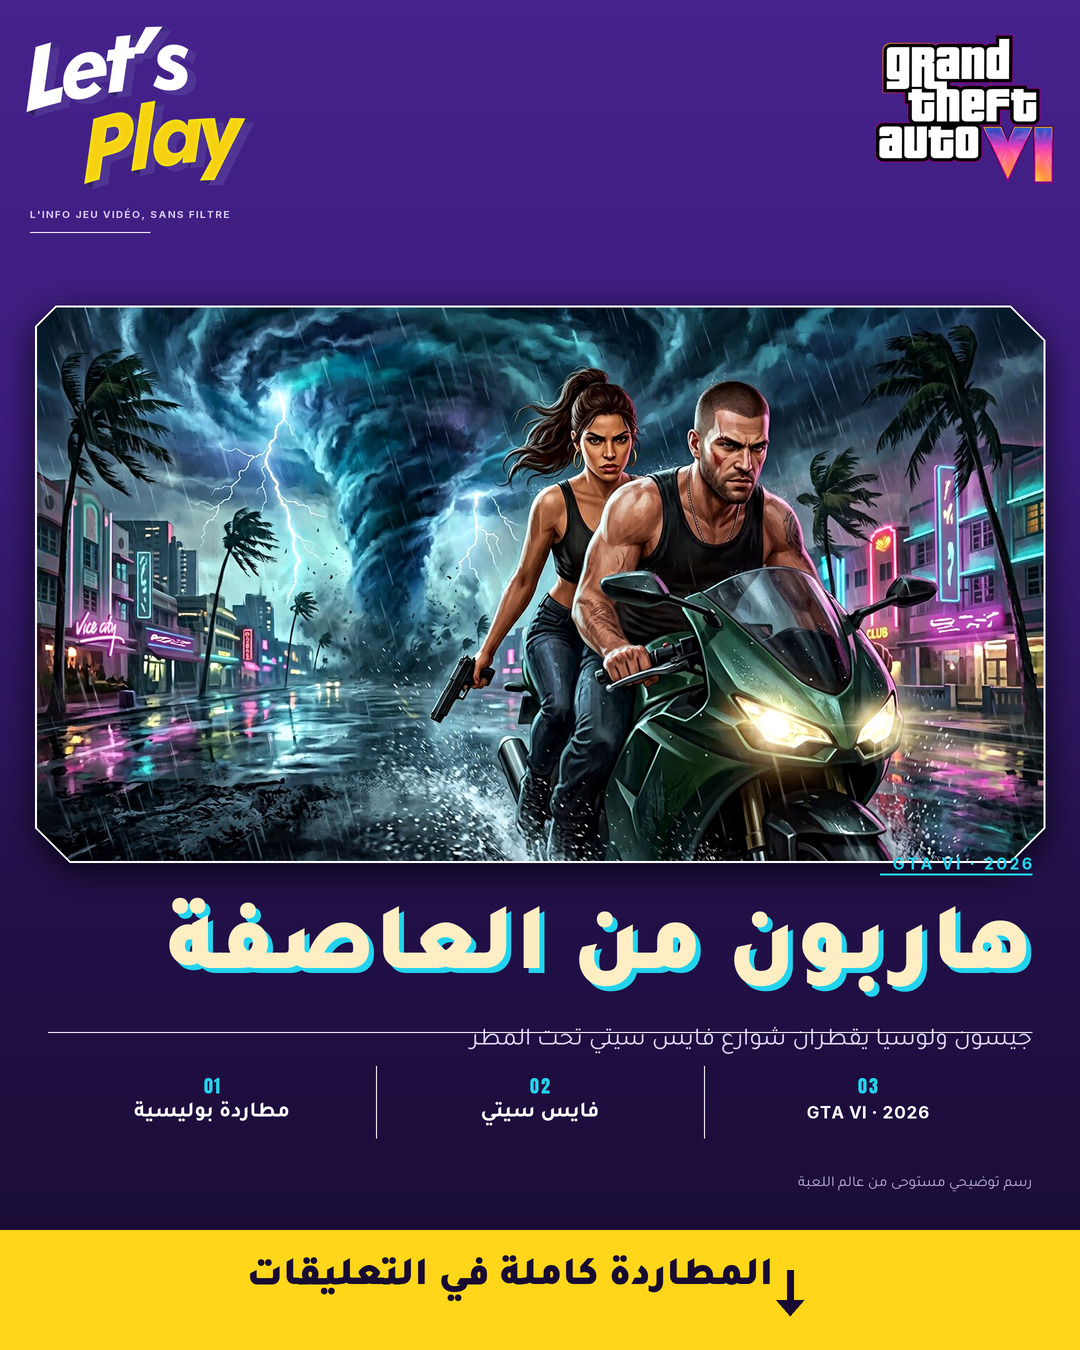 Let's
Play
L'INFO JEU VIDÉO, SANS FILTRE
grand
theft
auto VI
Vice city
CLUB
GTA VI · 2026
هاربون من العاصفة
جيسون ولوسيا يقطران شوارع فايس سيتي تحت المطر
01
مطاردة بوليسية
02
فايس سيتي
03
GTA VI · 2026
رسم توضيحي مستوحى من عالم اللعبة
المطاردة كاملة في التعليقات